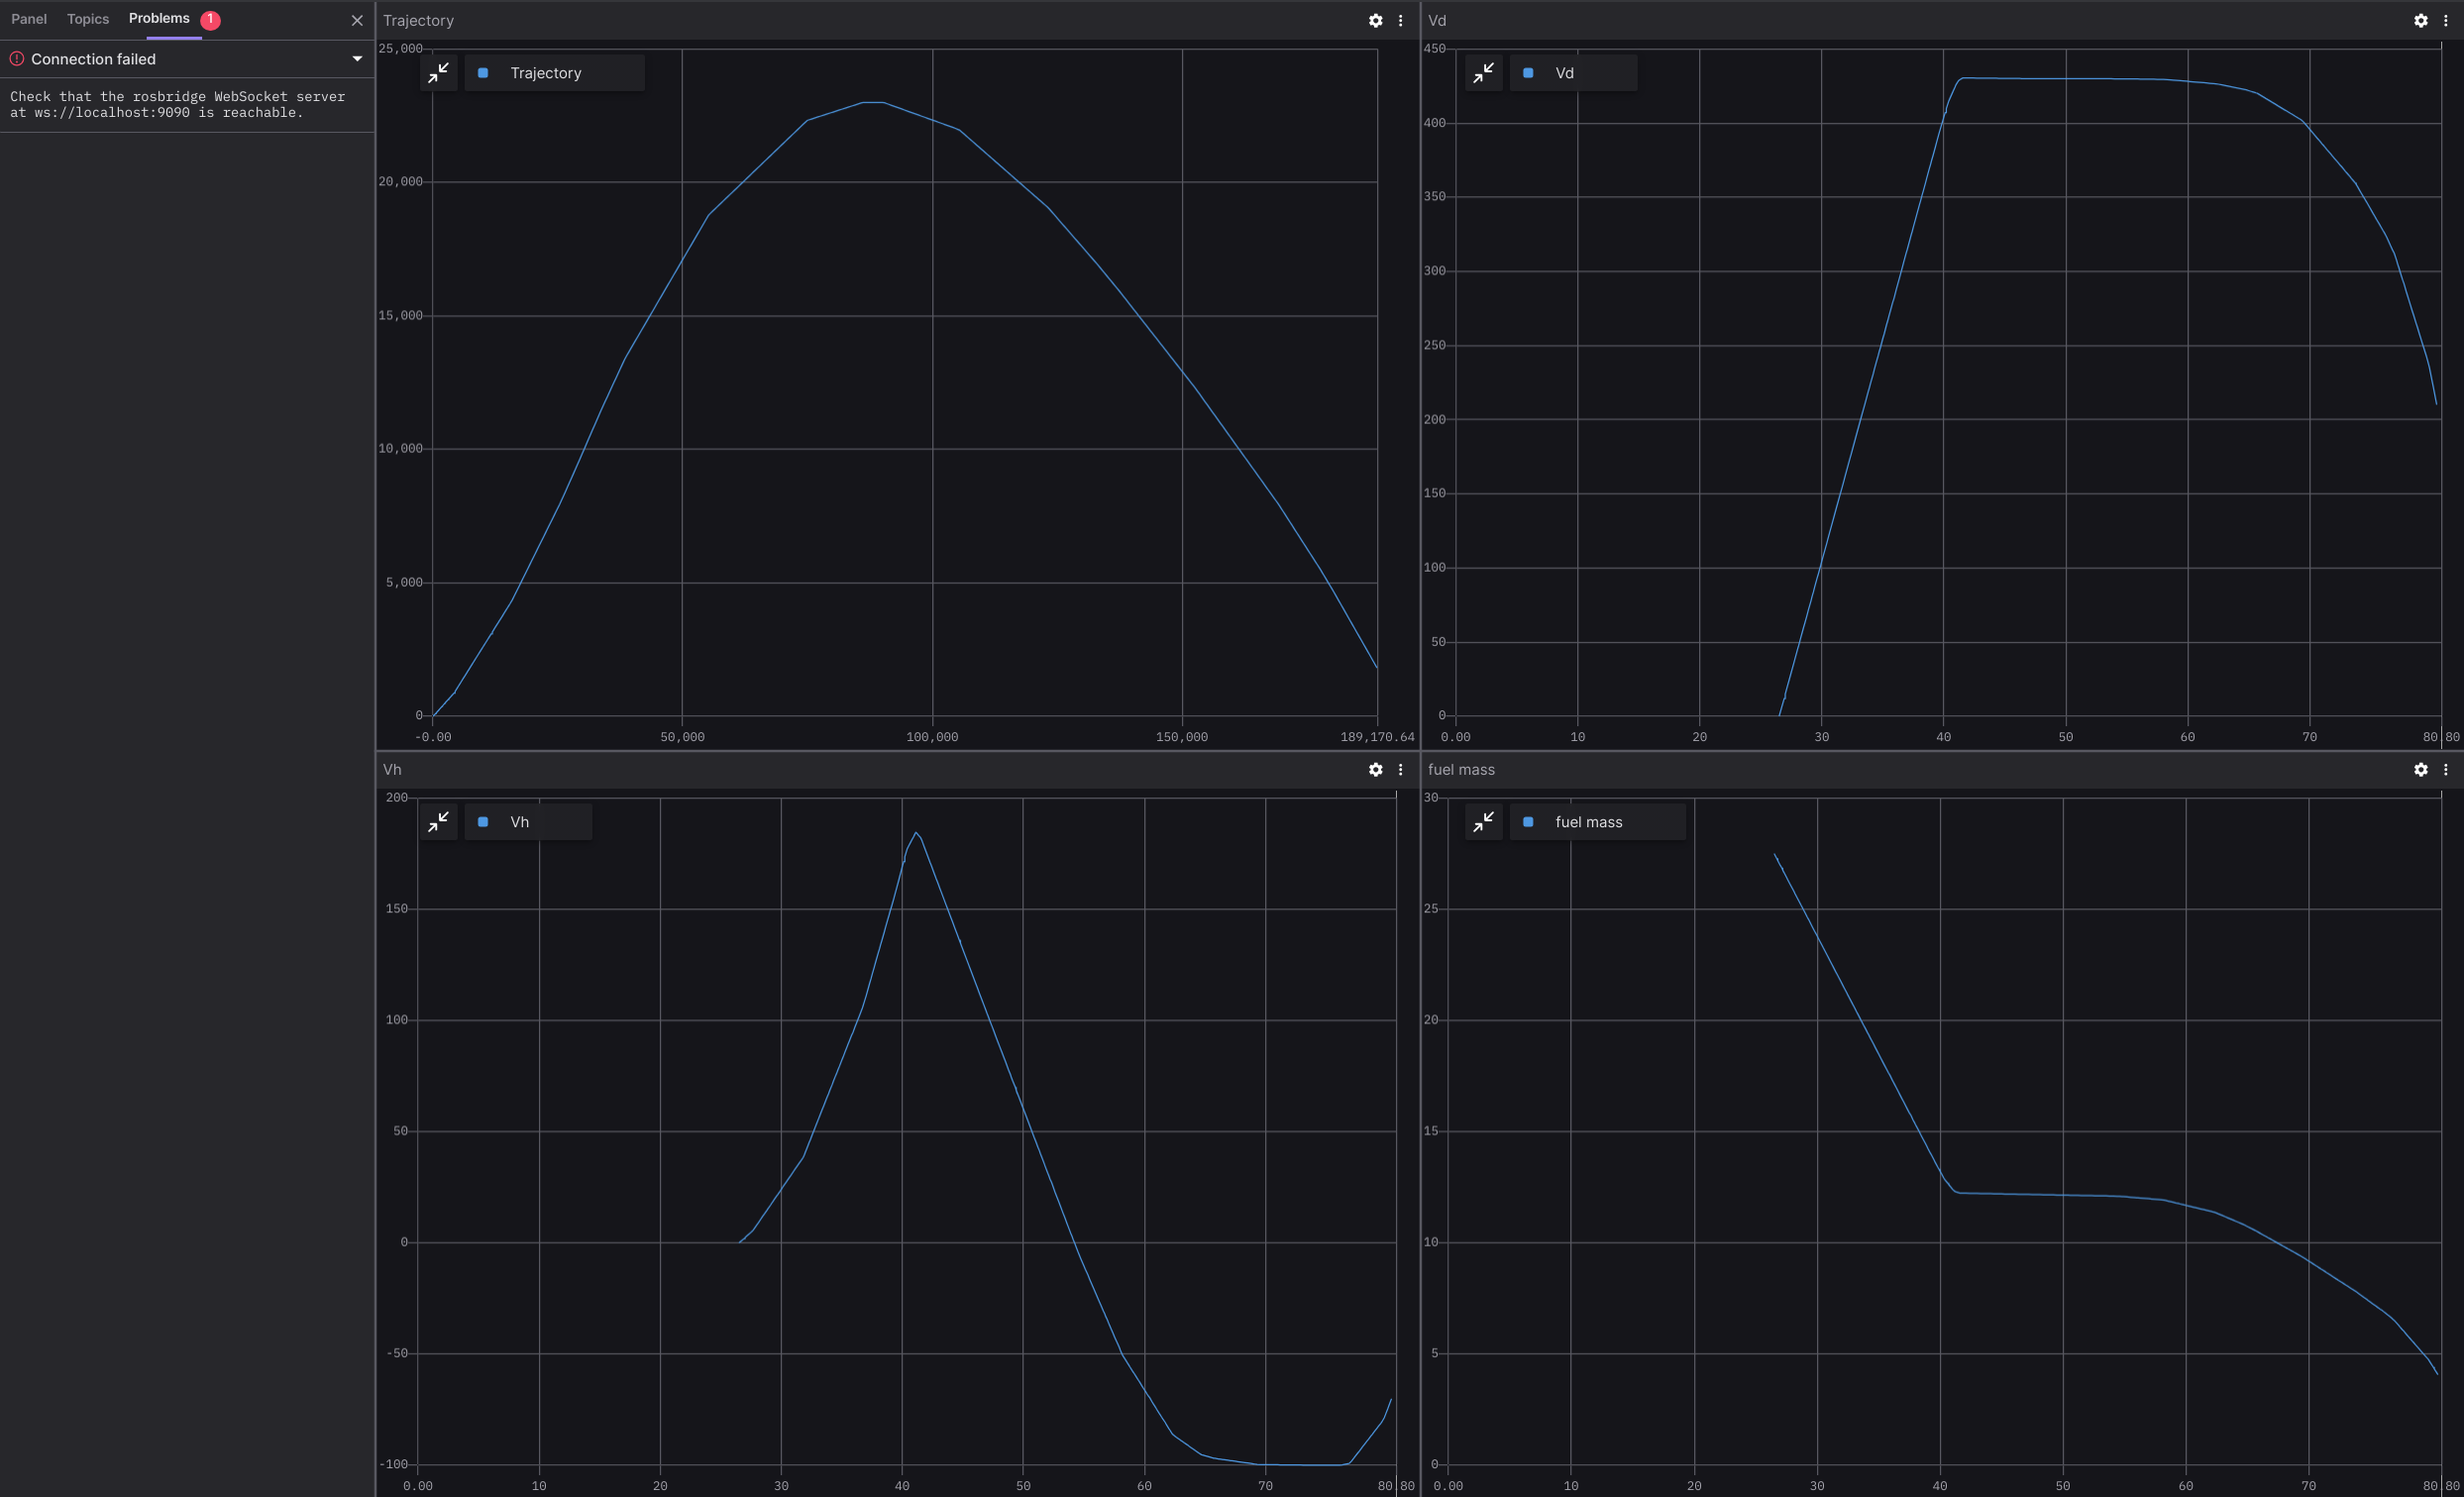 Panel Topics Problems 1
Connection failed
Check that the rosbridge WebSocket server
at ws://localhost:9090 is reachable.
Trajectory
Trajectory
25,000
20,000
15,000
10,000
5,000
0
-0.00 50,000 100,000 150,000 189,170.64
Vd
Vd
450
400
350
300
250
200
150
100
50
0
0.00 10 20 30 40 50 60 70 80.80
Vh
Vh
200
150
100
50
0
-50
-100
0.00 10 20 30 40 50 60 70 80.80
fuel mass
fuel mass
30
25
20
15
10
5
0
0.00 10 20 30 40 50 60 70 80.80